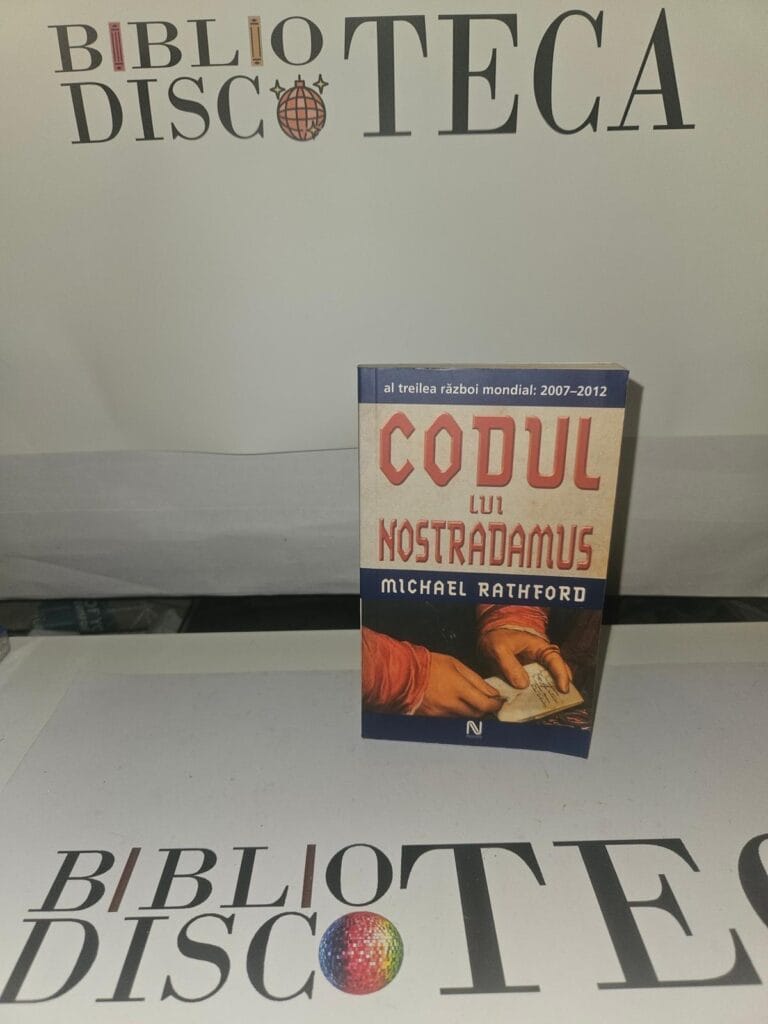 BIBLIO
DISCOTECA
al treilea război mondial: 2007–2012
CODUL
LUI
NOSTRADAMUS
MICHAEL RATHFORD
N
BIBLIO
DISCOTEC